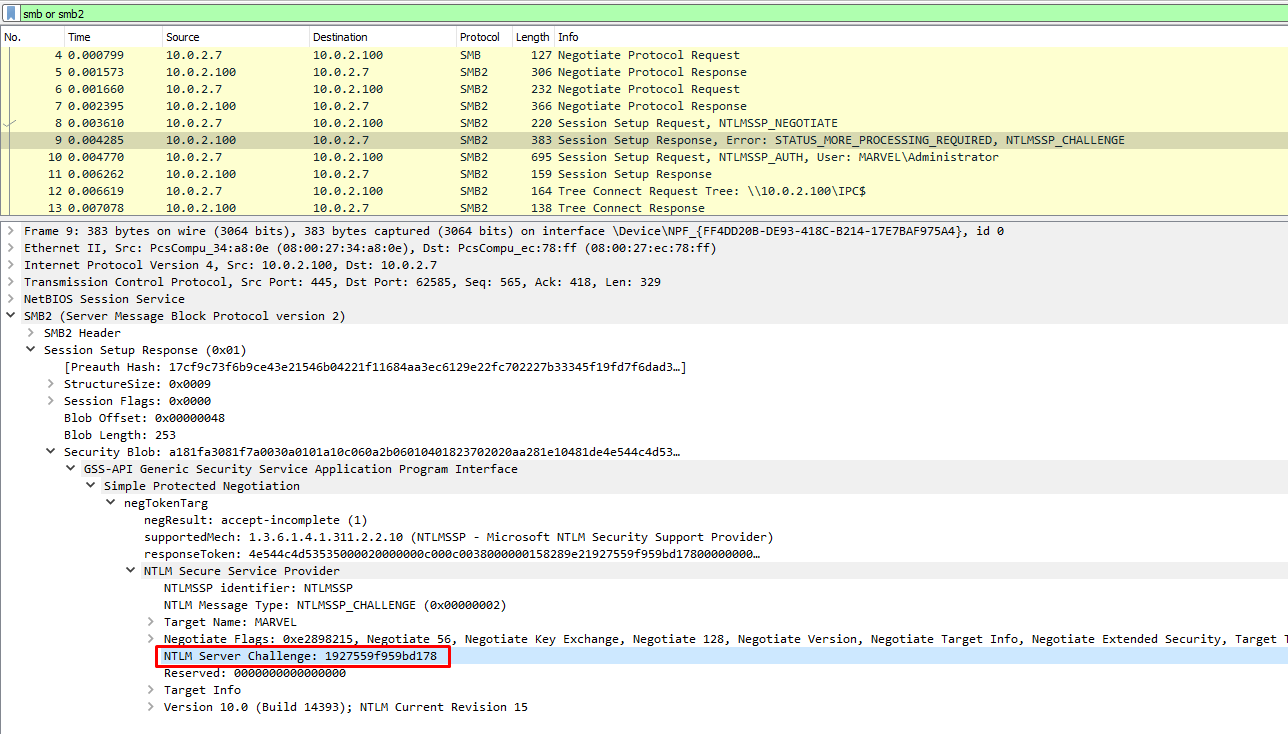 smb or smb2
No. Time Source Destination Protocol Length Info
4 0.000799 10.0.2.7 10.0.2.100 SMB 127 Negotiate Protocol Request
5 0.001573 10.0.2.100 10.0.2.7 SMB2 306 Negotiate Protocol Response
6 0.001660 10.0.2.7 10.0.2.100 SMB2 232 Negotiate Protocol Request
7 0.002395 10.0.2.100 10.0.2.7 SMB2 366 Negotiate Protocol Response
8 0.003610 10.0.2.7 10.0.2.100 SMB2 220 Session Setup Request, NTLMSSP_NEGOTIATE
9 0.004285 10.0.2.100 10.0.2.7 SMB2 383 Session Setup Response, Error: STATUS_MORE_PROCESSING_REQUIRED, NTLMSSP_CHALLENGE
10 0.004770 10.0.2.7 10.0.2.100 SMB2 695 Session Setup Request, NTLMSSP_AUTH, User: MARVEL\Administrator
11 0.006262 10.0.2.100 10.0.2.7 SMB2 159 Session Setup Response
12 0.006619 10.0.2.7 10.0.2.100 SMB2 164 Tree Connect Request Tree: \\10.0.2.100\IPC$
13 0.007078 10.0.2.100 10.0.2.7 SMB2 138 Tree Connect Response
Frame 9: 383 bytes on wire (3064 bits), 383 bytes captured (3064 bits) on interface \Device\NPF_{FF4DD20B-DE93-418C-B214-17E7BAF975A4}, id 0
Ethernet II, Src: PcsCompu_34:a8:0e (08:00:27:34:a8:0e), Dst: PcsCompu_ec:78:ff (08:00:27:ec:78:ff)
Internet Protocol Version 4, Src: 10.0.2.100, Dst: 10.0.2.7
Transmission Control Protocol, Src Port: 445, Dst Port: 62585, Seq: 565, Ack: 418, Len: 329
NetBIOS Session Service
SMB2 (Server Message Block Protocol version 2)
SMB2 Header
Session Setup Response (0x01)
[Preauth Hash: 17cf9c73f6b9ce43e21546b04221f11684aa3ec6129e22fc702227b33345f19fd7f6dad3…]
StructureSize: 0x0009
Session Flags: 0x0000
Blob Offset: 0x00000048
Blob Length: 253
Security Blob: a181fa3081f7a0030a0101a10c060a2b06010401823702020aa281e10481de4e544c4d53…
GSS-API Generic Security Service Application Program Interface
Simple Protected Negotiation
negTokenTarg
negResult: accept-incomplete (1)
supportedMech: 1.3.6.1.4.1.311.2.2.10 (NTLMSSP - Microsoft NTLM Security Support Provider)
responseToken: 4e544c4d53535000020000000c000c0038000000158289e21927559f959bd17800000000…
NTLM Secure Service Provider
NTLMSSP identifier: NTLMSSP
NTLM Message Type: NTLMSSP_CHALLENGE (0x00000002)
Target Name: MARVEL
Negotiate Flags: 0xe2898215, Negotiate 56, Negotiate Key Exchange, Negotiate 128, Negotiate Version, Negotiate Target Info, Negotiate Extended Security, Target T
NTLM Server Challenge: 1927559f959bd178
Reserved: 0000000000000000
Target Info
Version 10.0 (Build 14393); NTLM Current Revision 15